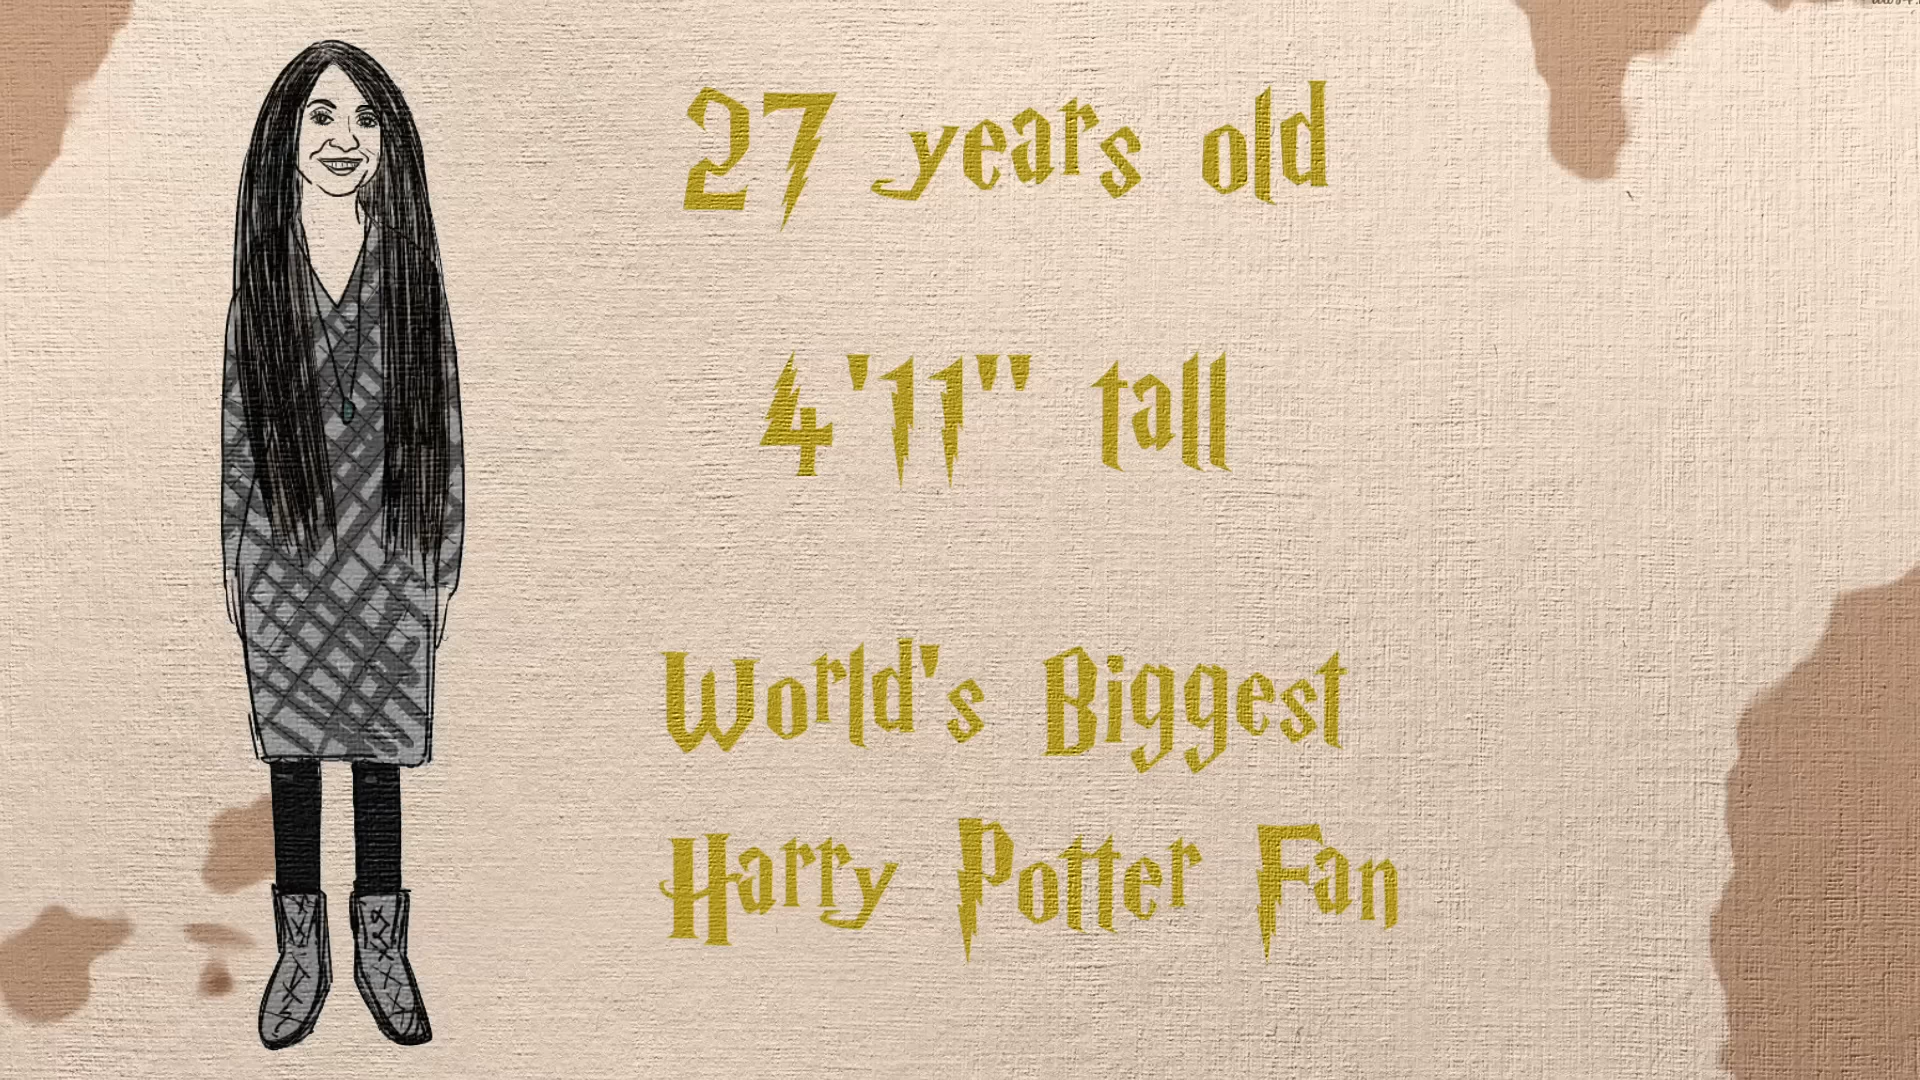 27 years old
4'11" tall
World's Biggest
Harry Potter Fan